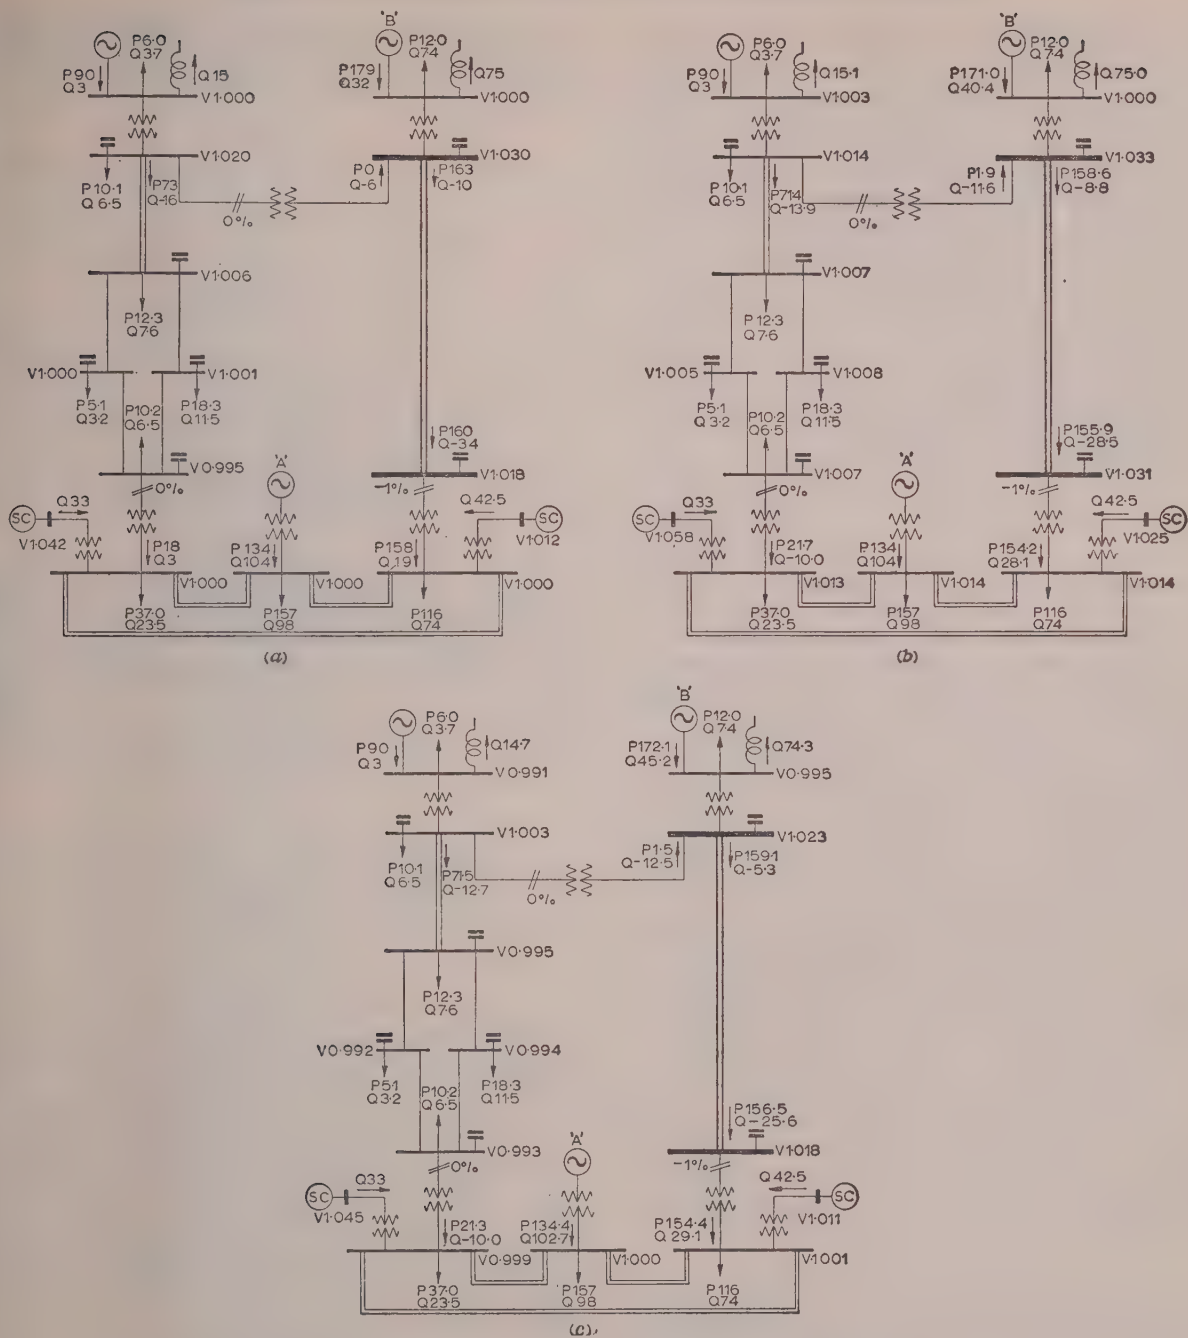 'B'
P6·0
Q3·7
P12·0
Q7·4
P90
Q3
Q15
P179
Q32
Q75
V1·000
V1·000
V1·020
V1·030
P10·1
Q6·5
P73
Q-16
P0
Q-6
P163
Q-10
0%
V1·006
P12·3
Q7·6
V1·000
V1·001
P5·1
Q3·2
P10·2
Q6·5
P18·3
Q11·5
P160
Q-34
V0·995
'A'
V1·018
0%
-1%
SC
Q33
Q42·5
SC
V1·042
V1·012
P18
Q3
P134
Q104
P158
Q19
V1·000
V1·000
V1·000
P37·0
Q23·5
P157
Q98
P116
Q74
(a)
'B'
P6·0
Q3·7
P12·0
Q7·4
P90
Q3
Q15·1
P171·0
Q40·4
Q75·0
V1·003
V1·000
V1·014
V1·033
P10·1
Q6·5
P71·4
Q-13·9
P1·9
Q-11·6
P158·6
Q-8·8
0%
V1·007
P12·3
Q7·6
V1·005
V1·008
P5·1
Q3·2
P10·2
Q6·5
P18·3
Q11·5
P155·9
Q-28·5
V1·007
'A'
V1·031
0%
-1%
SC
Q33
Q42·5
SC
V1·058
V1·025
P21·7
Q-10·0
P134
Q104
P154·2
Q28·1
V1·013
V1·014
V1·014
P37·0
Q23·5
P157
Q98
P116
Q74
(b)
'B'
P6·0
Q3·7
P12·0
Q7·4
P90
Q3
Q14·7
P172·1
Q45·2
Q74·3
V0·991
V0·995
V1·003
V1·023
P10·1
Q6·5
P71·5
Q-12·7
P1·5
Q-12·5
P159·1
Q-5·3
0%
V0·995
P12·3
Q7·6
V0·992
V0·994
P5·1
Q3·2
P10·2
Q6·5
P18·3
Q11·5
P156·5
Q-25·6
V0·993
'A'
V1·018
0%
-1%
SC
Q33
Q42·5
SC
V1·045
V1·011
P21·3
Q-10·0
P134·4
Q102·7
P154·4
Q29·1
V0·999
V1·000
V1·001
P37·0
Q23·5
P157
Q98
P116
Q74
(c).